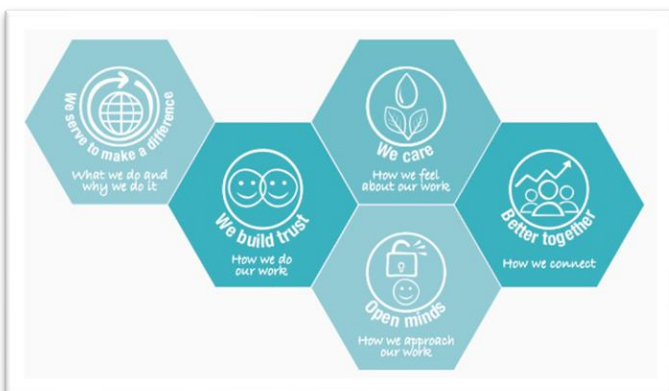 We serve to make a difference
What we do and
why we do it
We build trust
How we do
our work
We care
How we feel
about our work
Open minds
How we approach
our work
Better together
How we connect